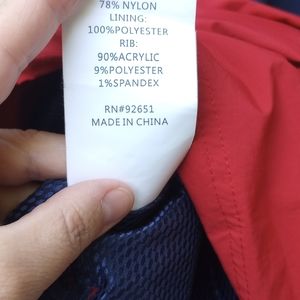 78% NYLON
LINING:
100%POLYESTER
RIB:
90%ACRYLIC
9%POLYESTER
1%SPANDEX
RN#92651
MADE IN CHINA